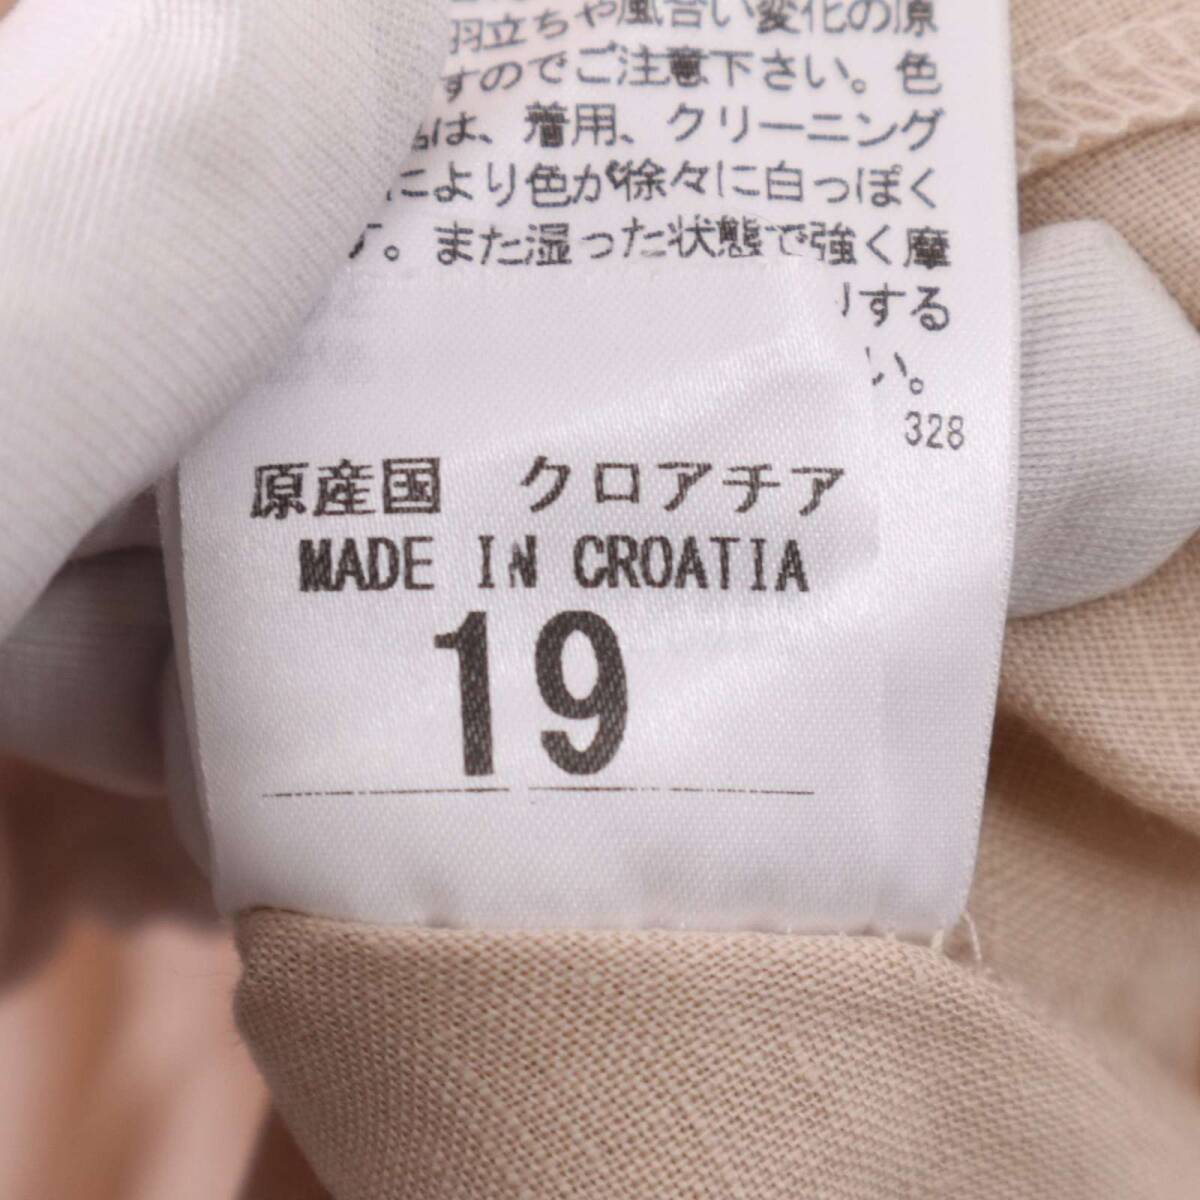 羽立ちや風合い変化の原
すのでご注意下さい。色
は、着用、クリーニング
により色が徐々に白っぽく
す。また湿った状態で強く摩
りする
い。
328
原産国 クロアチア
MADE IN CROATIA
19